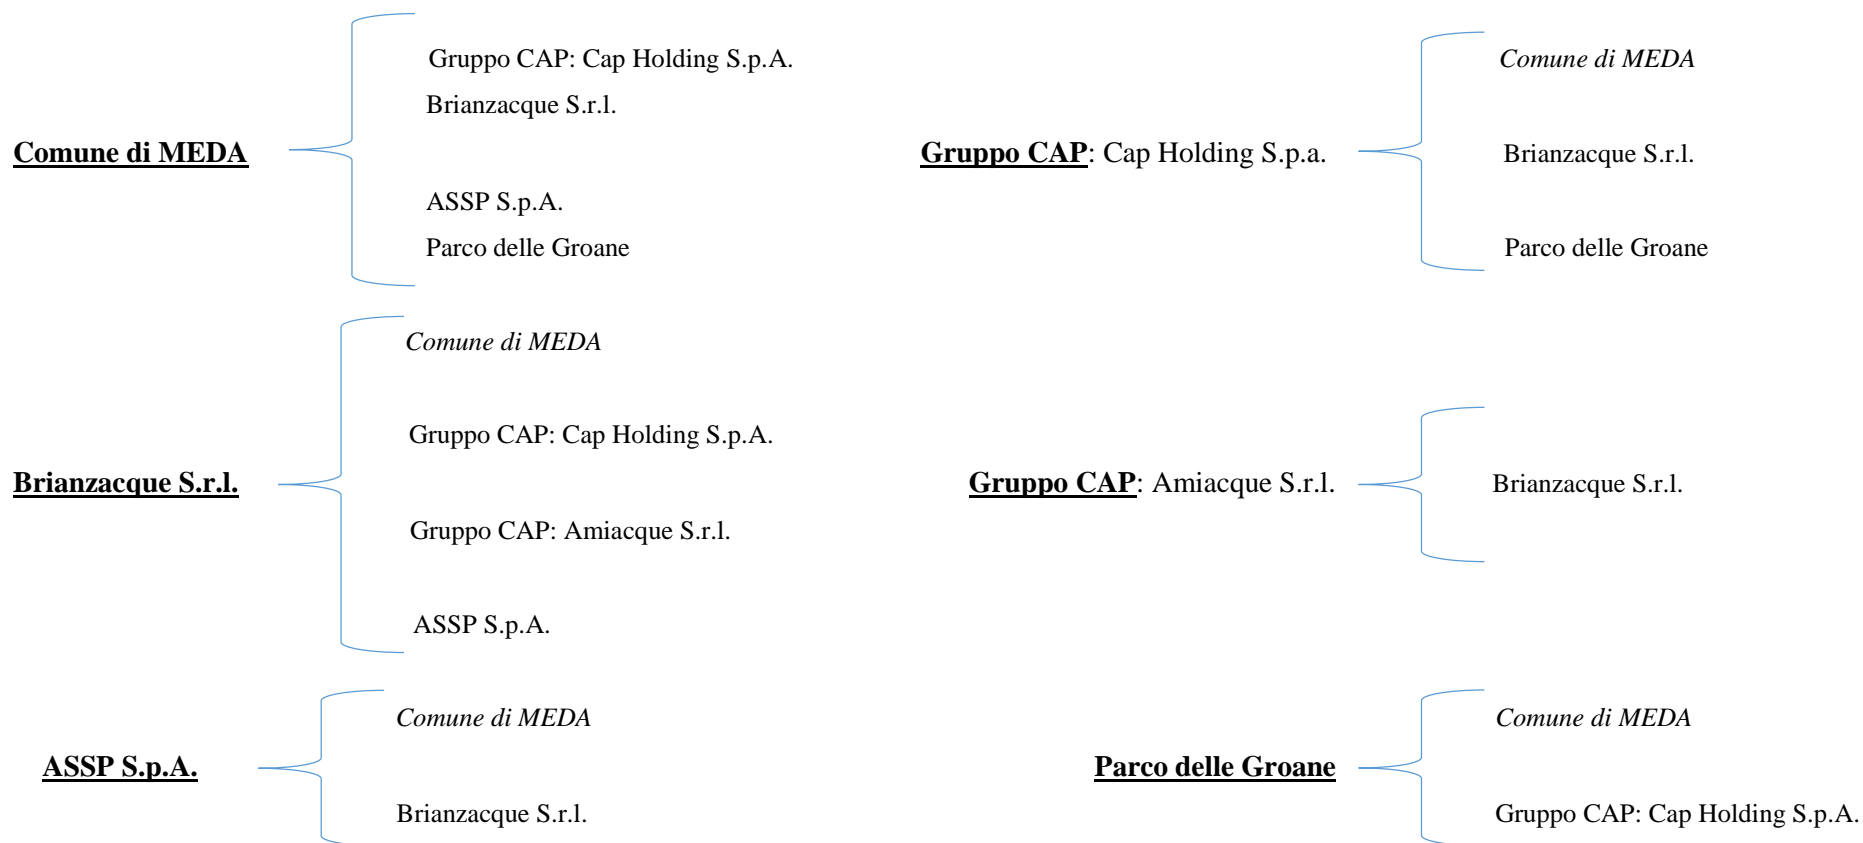 Comune di MEDA
Gruppo CAP: Cap Holding S.p.A.
Brianzacque S.r.l.
ASSP S.p.A.
Parco delle Groane
Gruppo CAP: Cap Holding S.p.a.
Comune di MEDA
Brianzacque S.r.l.
Parco delle Groane
Brianzacque S.r.l.
Comune di MEDA
Gruppo CAP: Cap Holding S.p.A.
Gruppo CAP: Amiacque S.r.l.
ASSP S.p.A.
Gruppo CAP: Amiacque S.r.l.
Brianzacque S.r.l.
ASSP S.p.A.
Comune di MEDA
Brianzacque S.r.l.
Parco delle Groane
Comune di MEDA
Gruppo CAP: Cap Holding S.p.A.